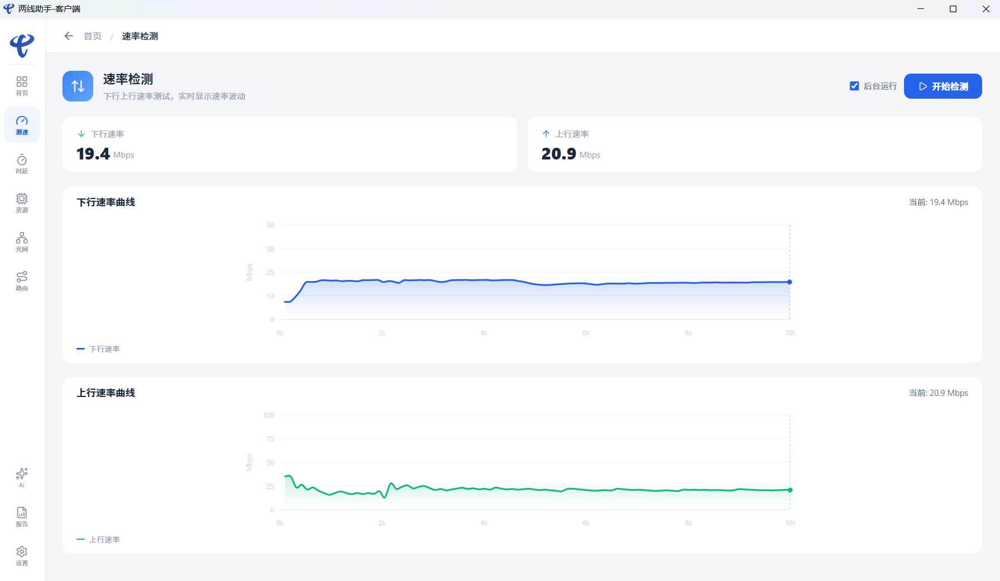 两线助手-客户端
首页 / 速率检测
首页
测速
时延
资源
光网
路由
AI
报告
设置
速率检测
下行上行速率测试，实时显示速率波动
后台运行
开始检测
下行速率
19.4 Mbps
上行速率
20.9 Mbps
下行速率曲线
当前: 19.4 Mbps
50
38
25
13
0
Mbps
0s 2s 4s 6s 8s 10s
下行速率
上行速率曲线
当前: 20.9 Mbps
100
75
50
25
0
Mbps
0s 2s 4s 6s 8s 10s
上行速率